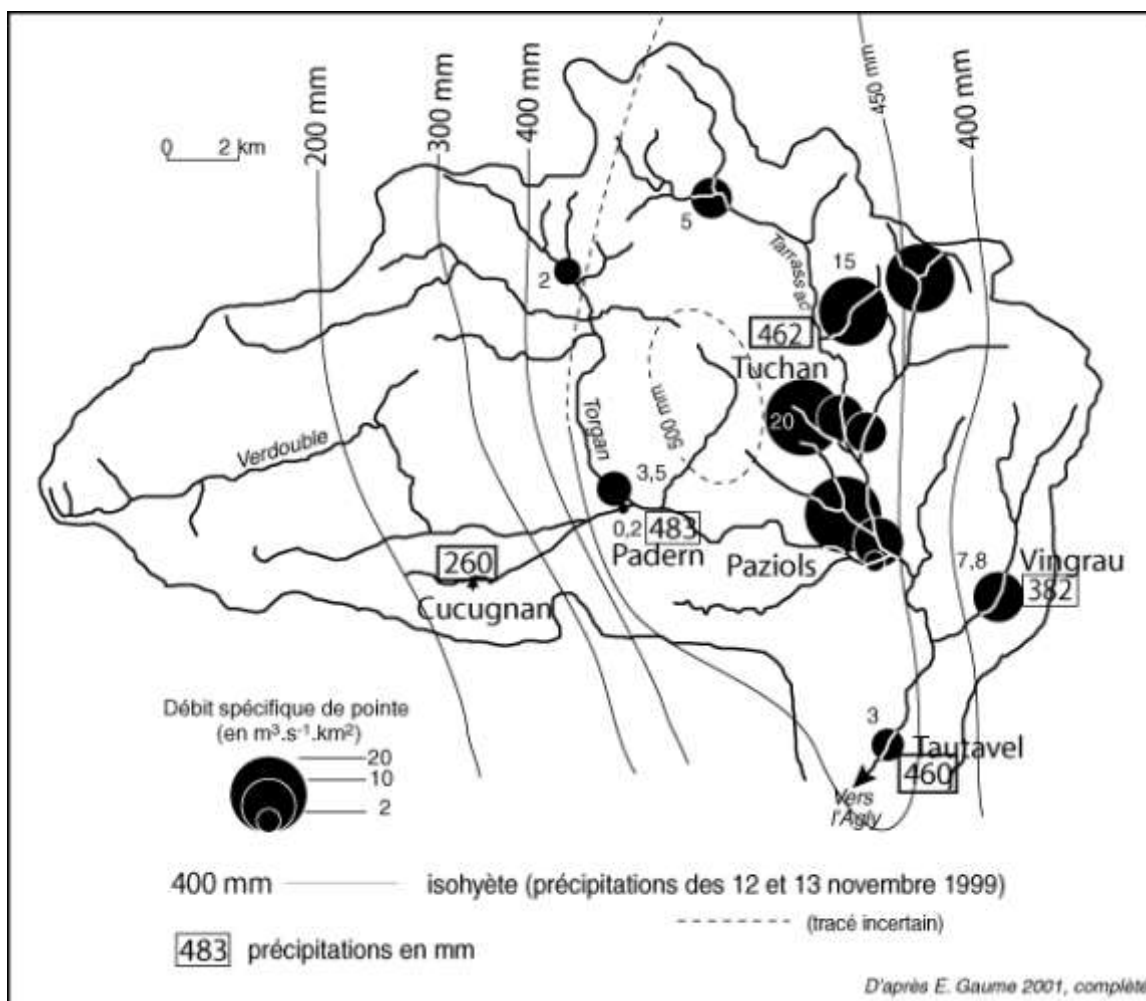 200 mm
300 mm
400 mm
450 mm
400 mm
0 2 km
5
Tarrassac
15
2
462
Tuchan
500 mm
Torgan
20
Verdouble
3,5
0,2
483
Padern
Paziols
260
Cucugnan
7,8
Vingrau
382
3
Tautavel
460
Vers
l'Agly
Débit spécifique de pointe
(en m³.s⁻¹.km²)
20
10
2
400 mm
isohyète (précipitations des 12 et 13 novembre 1999)
(tracé incertain)
483 précipitations en mm
D'après E. Gaume 2001, complété